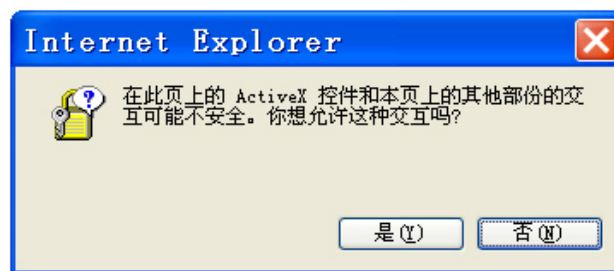 Internet Explorer
在此页上的 ActiveX 控件和本页上的其他部份的交
互可能不安全。你想允许这种交互吗?
是(Y)
否(N)